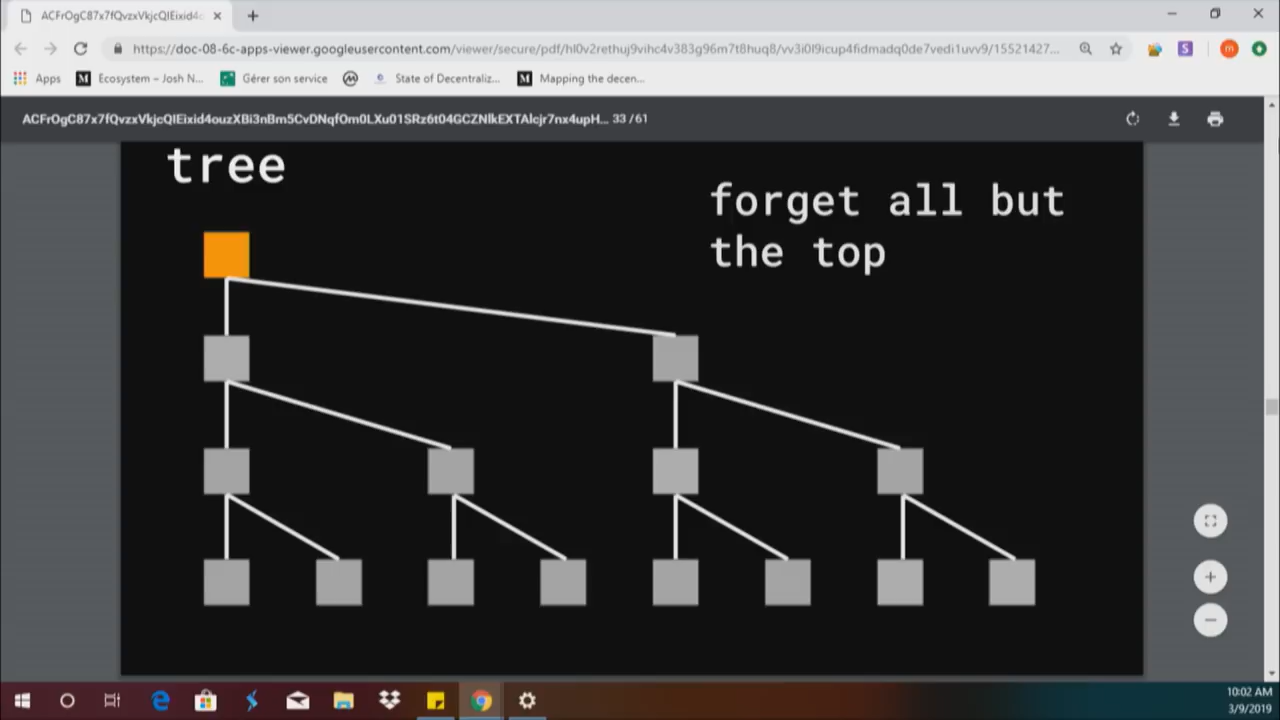 ACFrOgC87x7fQvzxVkjcQIEixid4c
https://doc-08-6c-apps-viewer.googleusercontent.com/viewer/secure/pdf/hl0v2rethuj9vihc4v383g96m7t8huq8/vv3i0l9icup4fidmadq0de7vedi1uvv9/15521427...
Apps
Ecosystem – Josh N...
Gérer son service
State of Decentraliz...
Mapping the decen...
ACFrOgC87x7fQvzxVkjcQIEixid4ouzXBi3nBm5CvDNqfOm0LXu01SRz6t04GCZNlkEXTAlcjr7nx4upH... 33 / 61
tree
forget all but
the top
10:02 AM
3/9/2019